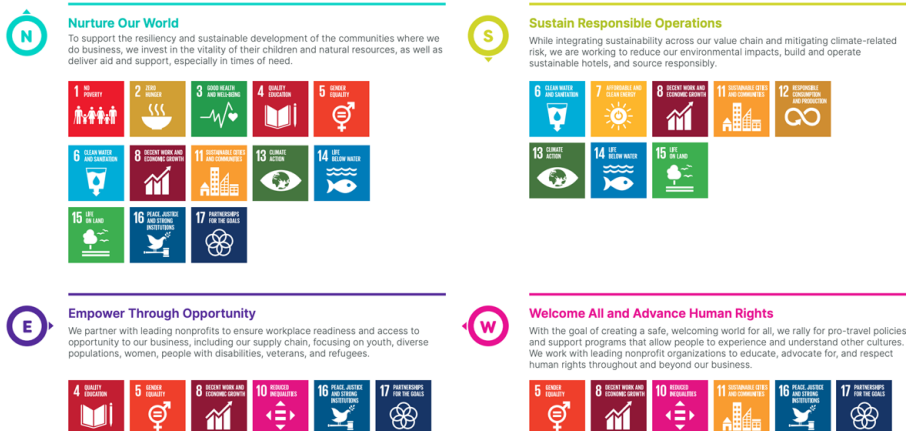 N
Nurture Our World
To support the resiliency and sustainable development of the communities where we
do business, we invest in the vitality of their children and natural resources, as well as
deliver aid and support, especially in times of need.
1 NO
POVERTY
2 ZERO
HUNGER
3 GOOD HEALTH
AND WELL-BEING
4 QUALITY
EDUCATION
5 GENDER
EQUALITY
6 CLEAN WATER
AND SANITATION
8 DECENT WORK AND
ECONOMIC GROWTH
11 SUSTAINABLE CITIES
AND COMMUNITIES
13 CLIMATE
ACTION
14 LIFE
BELOW WATER
15 LIFE
ON LAND
16 PEACE, JUSTICE
AND STRONG
INSTITUTIONS
17 PARTNERSHIPS
FOR THE GOALS
S
Sustain Responsible Operations
While integrating sustainability across our value chain and mitigating climate-related
risk, we are working to reduce our environmental impacts, build and operate
sustainable hotels, and source responsibly.
6 CLEAN WATER
AND SANITATION
7 AFFORDABLE AND
CLEAN ENERGY
8 DECENT WORK AND
ECONOMIC GROWTH
11 SUSTAINABLE CITIES
AND COMMUNITIES
12 RESPONSIBLE
CONSUMPTION
AND PRODUCTION
13 CLIMATE
ACTION
14 LIFE
BELOW WATER
15 LIFE
ON LAND
E
Empower Through Opportunity
We partner with leading nonprofits to ensure workplace readiness and access to
opportunity to our business, including our supply chain, focusing on youth, diverse
populations, women, people with disabilities, veterans, and refugees.
4 QUALITY
EDUCATION
5 GENDER
EQUALITY
8 DECENT WORK AND
ECONOMIC GROWTH
10 REDUCED
INEQUALITIES
16 PEACE, JUSTICE
AND STRONG
INSTITUTIONS
17 PARTNERSHIPS
FOR THE GOALS
W
Welcome All and Advance Human Rights
With the goal of creating a safe, welcoming world for all, we rally for pro-travel policies
and support programs that allow people to experience and understand other cultures.
We work with leading nonprofit organizations to educate, advocate for, and respect
human rights throughout and beyond our business.
5 GENDER
EQUALITY
8 DECENT WORK AND
ECONOMIC GROWTH
10 REDUCED
INEQUALITIES
11 SUSTAINABLE CITIES
AND COMMUNITIES
16 PEACE, JUSTICE
AND STRONG
INSTITUTIONS
17 PARTNERSHIPS
FOR THE GOALS